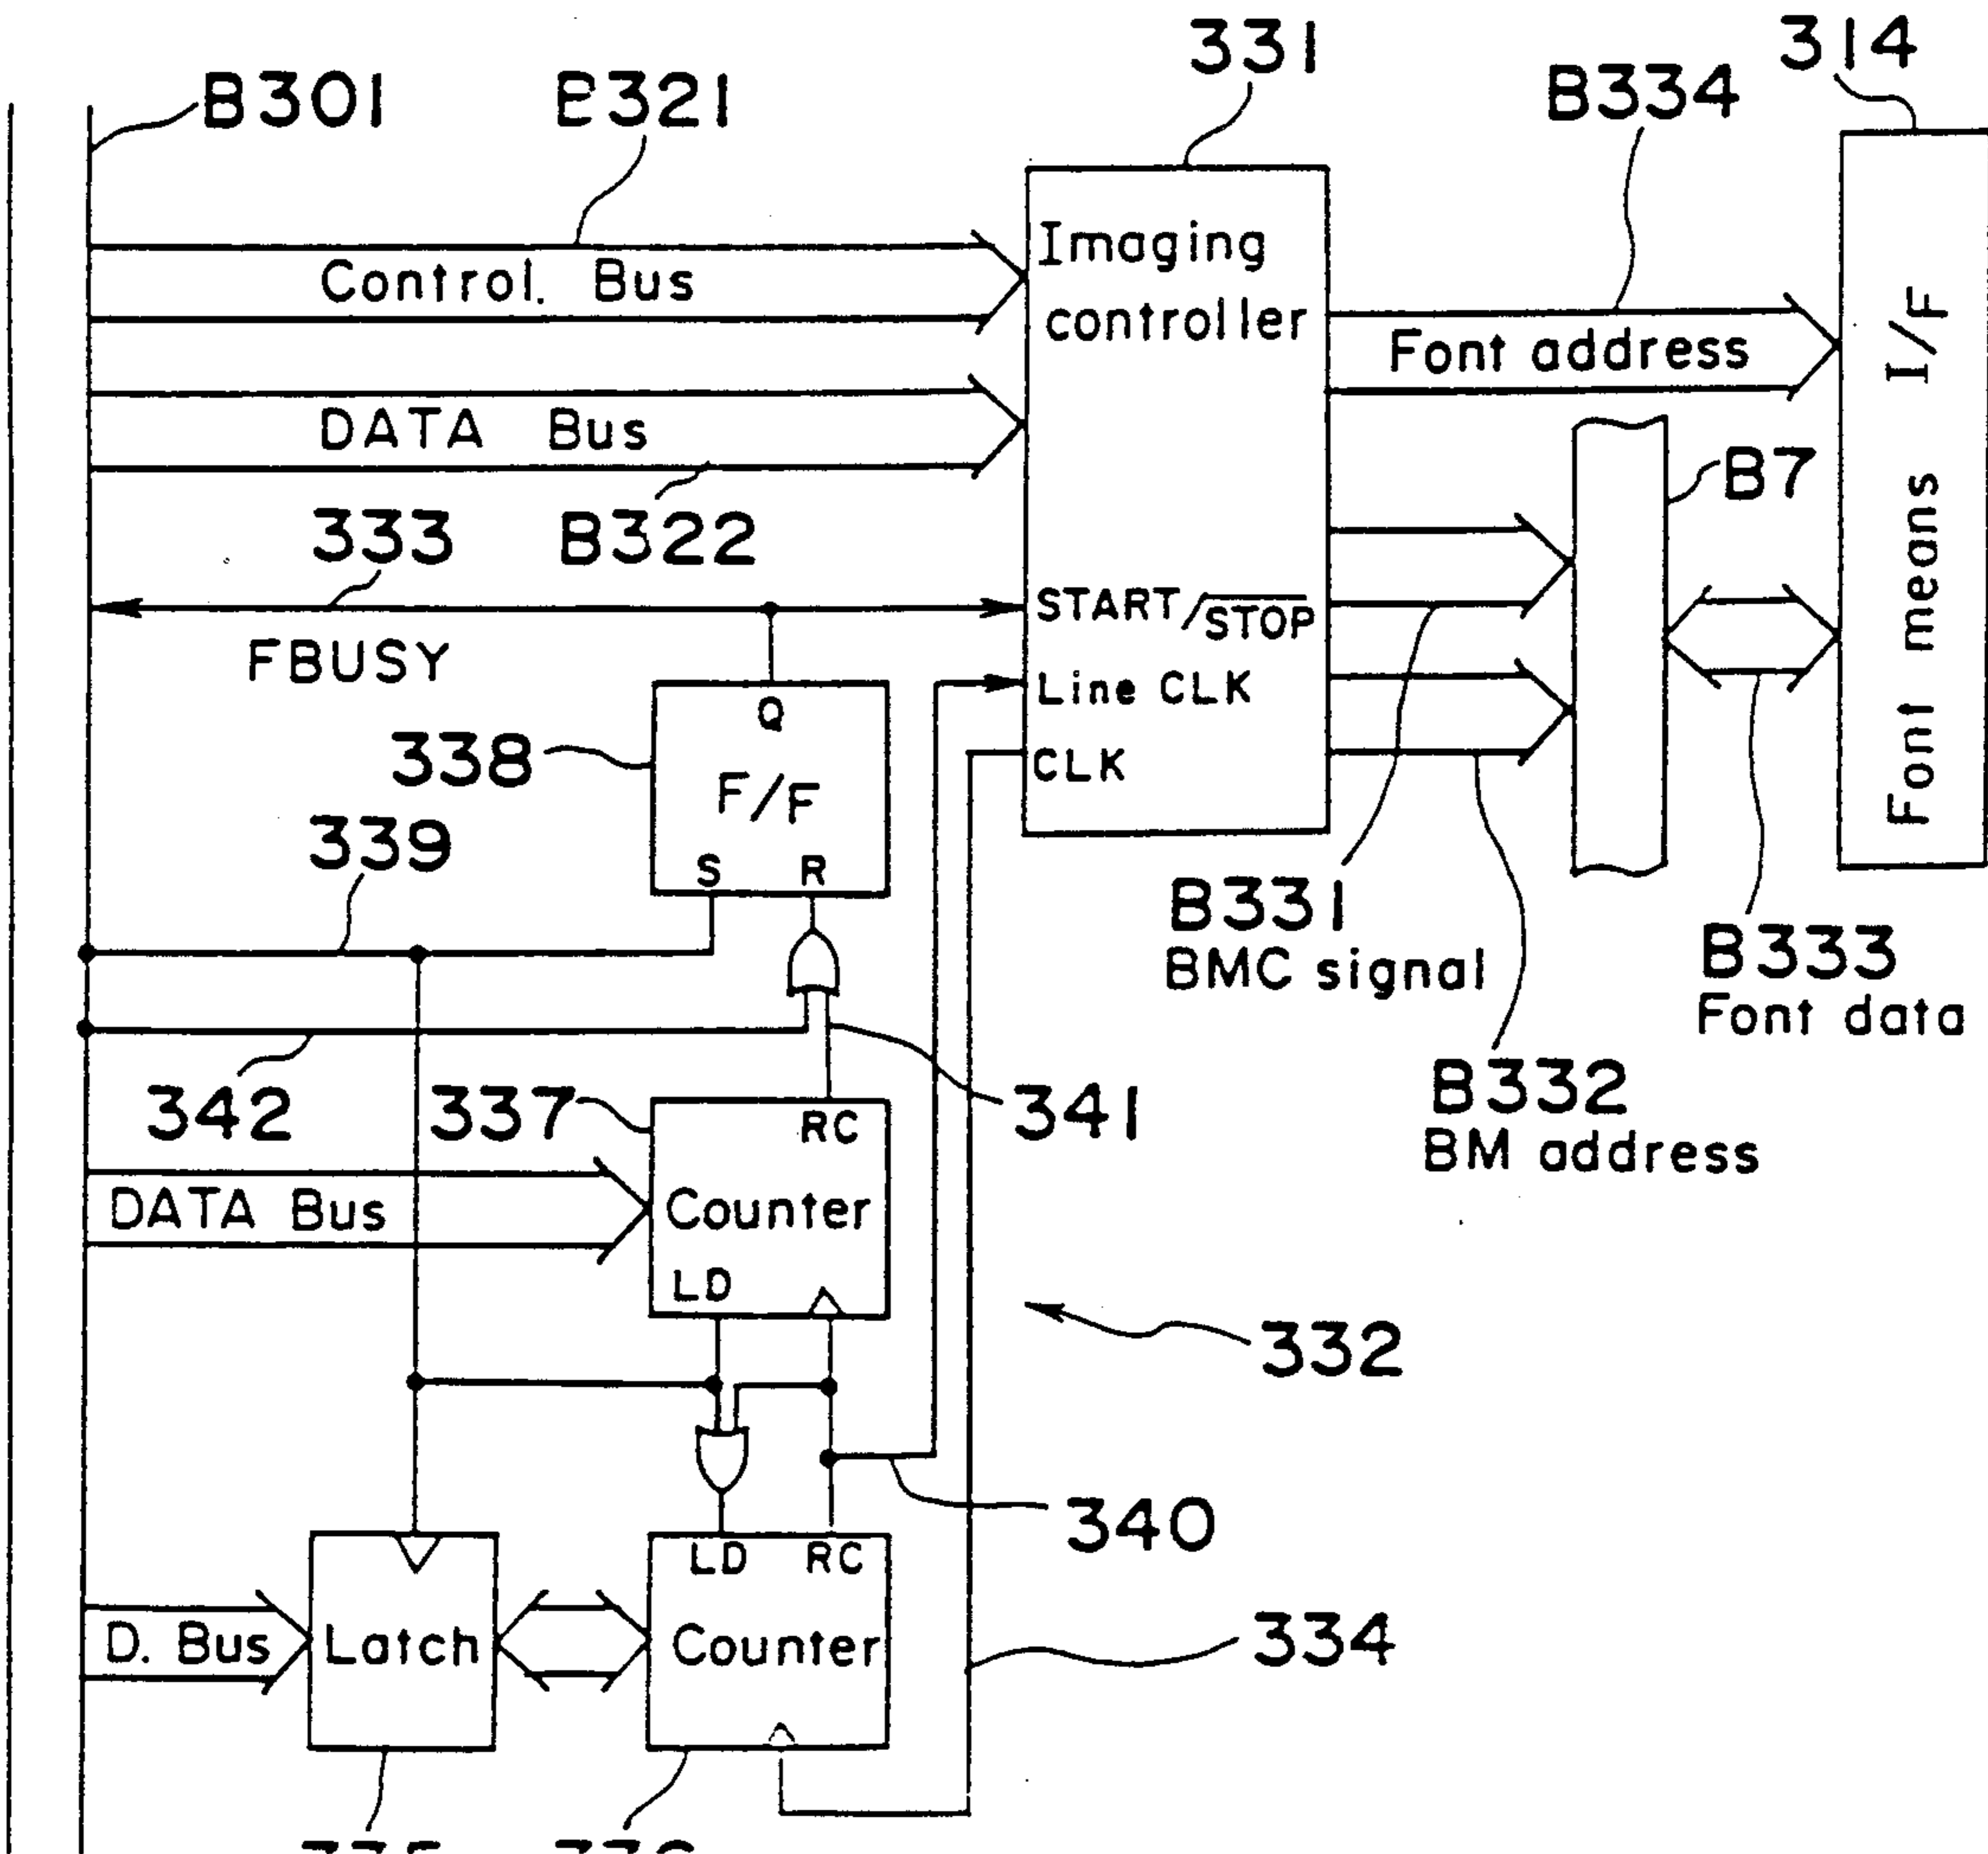 331
314
B301
B321
B334
Imaging
controller
Control. Bus
Font address
DATA Bus
B7
333
B322
Font means I/F
START/STOP
FBUSY
Line CLK
Q
338
CLK
F/F
339
S
R
B331
BMC signal
B333
Font data
342
337
RC
341
B332
BM address
DATA Bus
Counter
LD
332
340
LD
RC
D. Bus
Latch
Counter
334